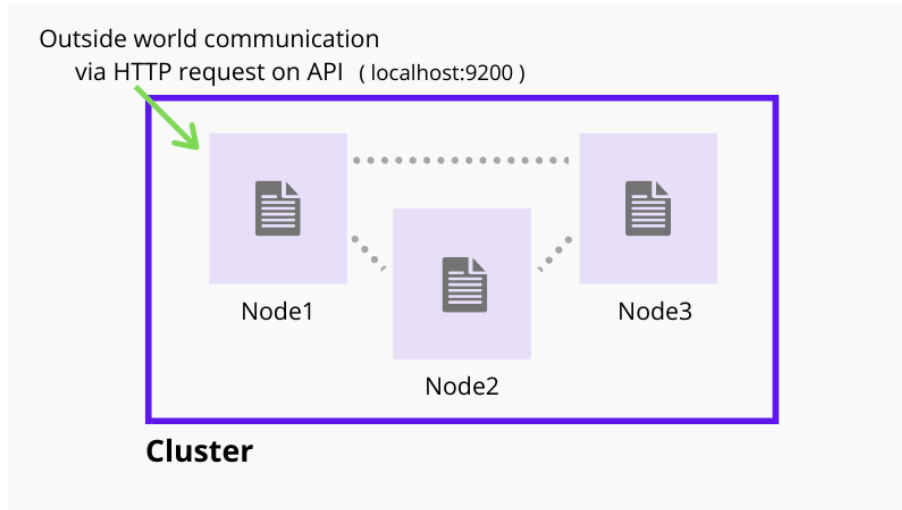 Outside world communication
via HTTP request on API ( localhost:9200 )
Node1
Node3
Node2
Cluster